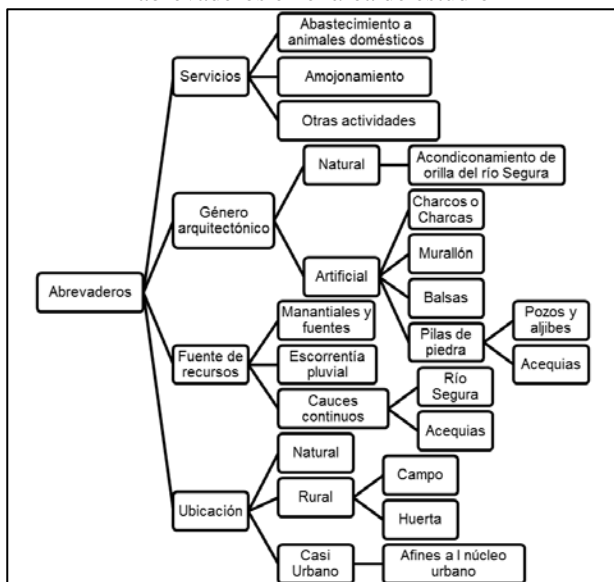 Abastecimiento a
animales domésticos
Servicios
Amojonamiento
Otras actividades
Natural
Acondiconamiento de
orilla del río Segura
Género
arquitectónico
Charcos o
Charcas
Murallón
Artificial
Balsas
Abrevaderos
Pilas de
piedra
Pozos y
aljibes
Acequias
Manantiales y
fuentes
Fuente de
recursos
Escorrentía
pluvial
Cauces
continuos
Río
Segura
Acequias
Natural
Ubicación
Rural
Campo
Huerta
Casi
Urbano
Afines a l núcleo
urbano